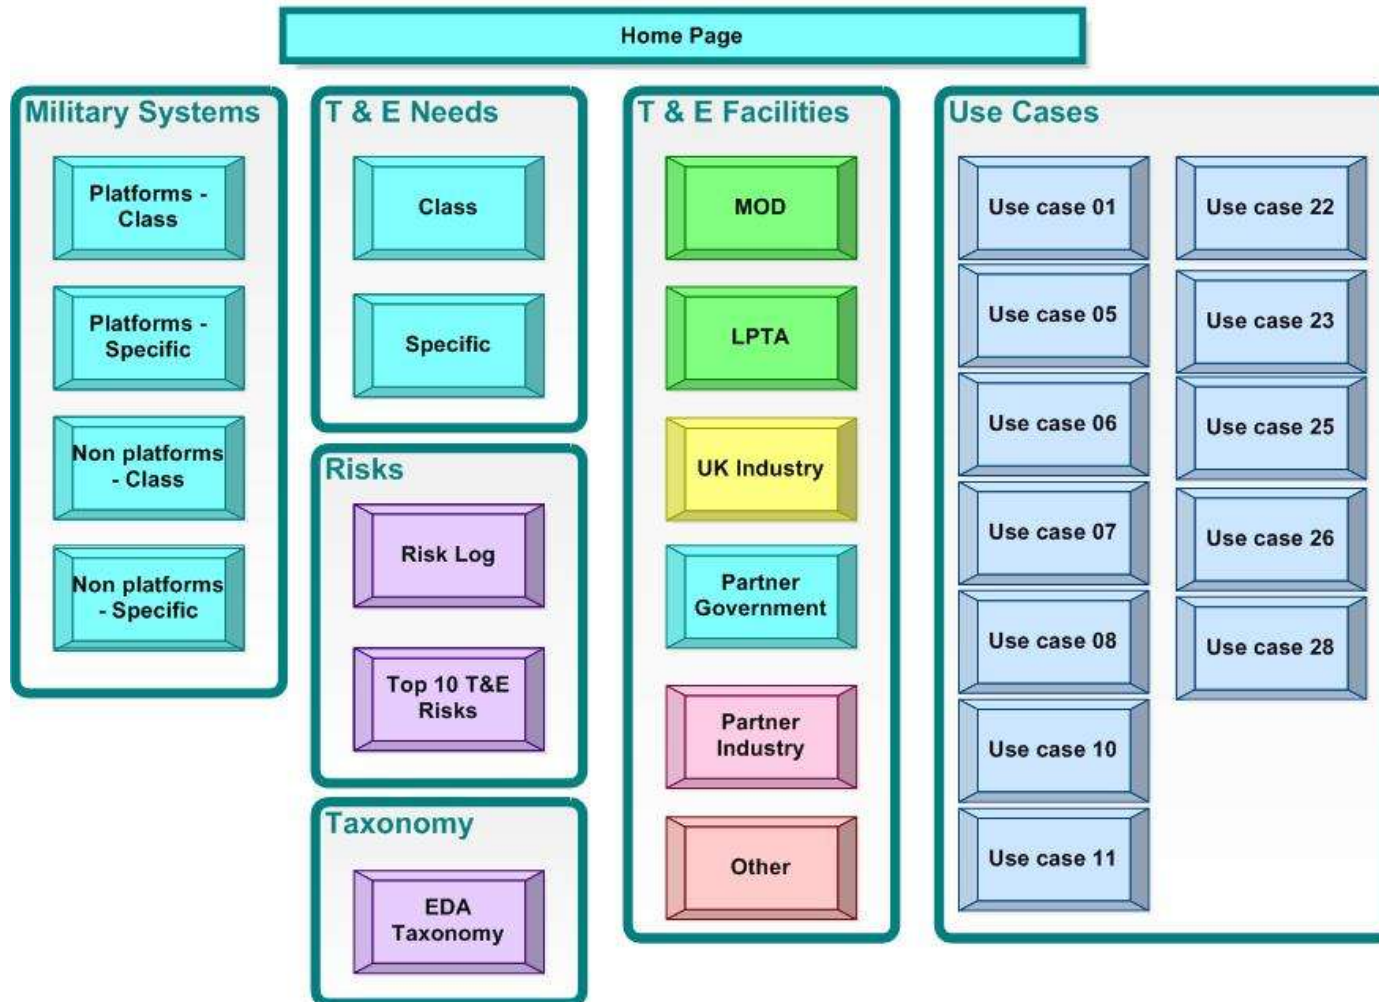 Home Page
Military Systems
Platforms -
Class
Platforms -
Specific
Non platforms
- Class
Non platforms
- Specific
T & E Needs
Class
Specific
Risks
Risk Log
Top 10 T&E
Risks
Taxonomy
EDA
Taxonomy
T & E Facilities
MOD
LPTA
UK Industry
Partner
Government
Partner
Industry
Other
Use Cases
Use case 01
Use case 05
Use case 06
Use case 07
Use case 08
Use case 10
Use case 11
Use case 22
Use case 23
Use case 25
Use case 26
Use case 28